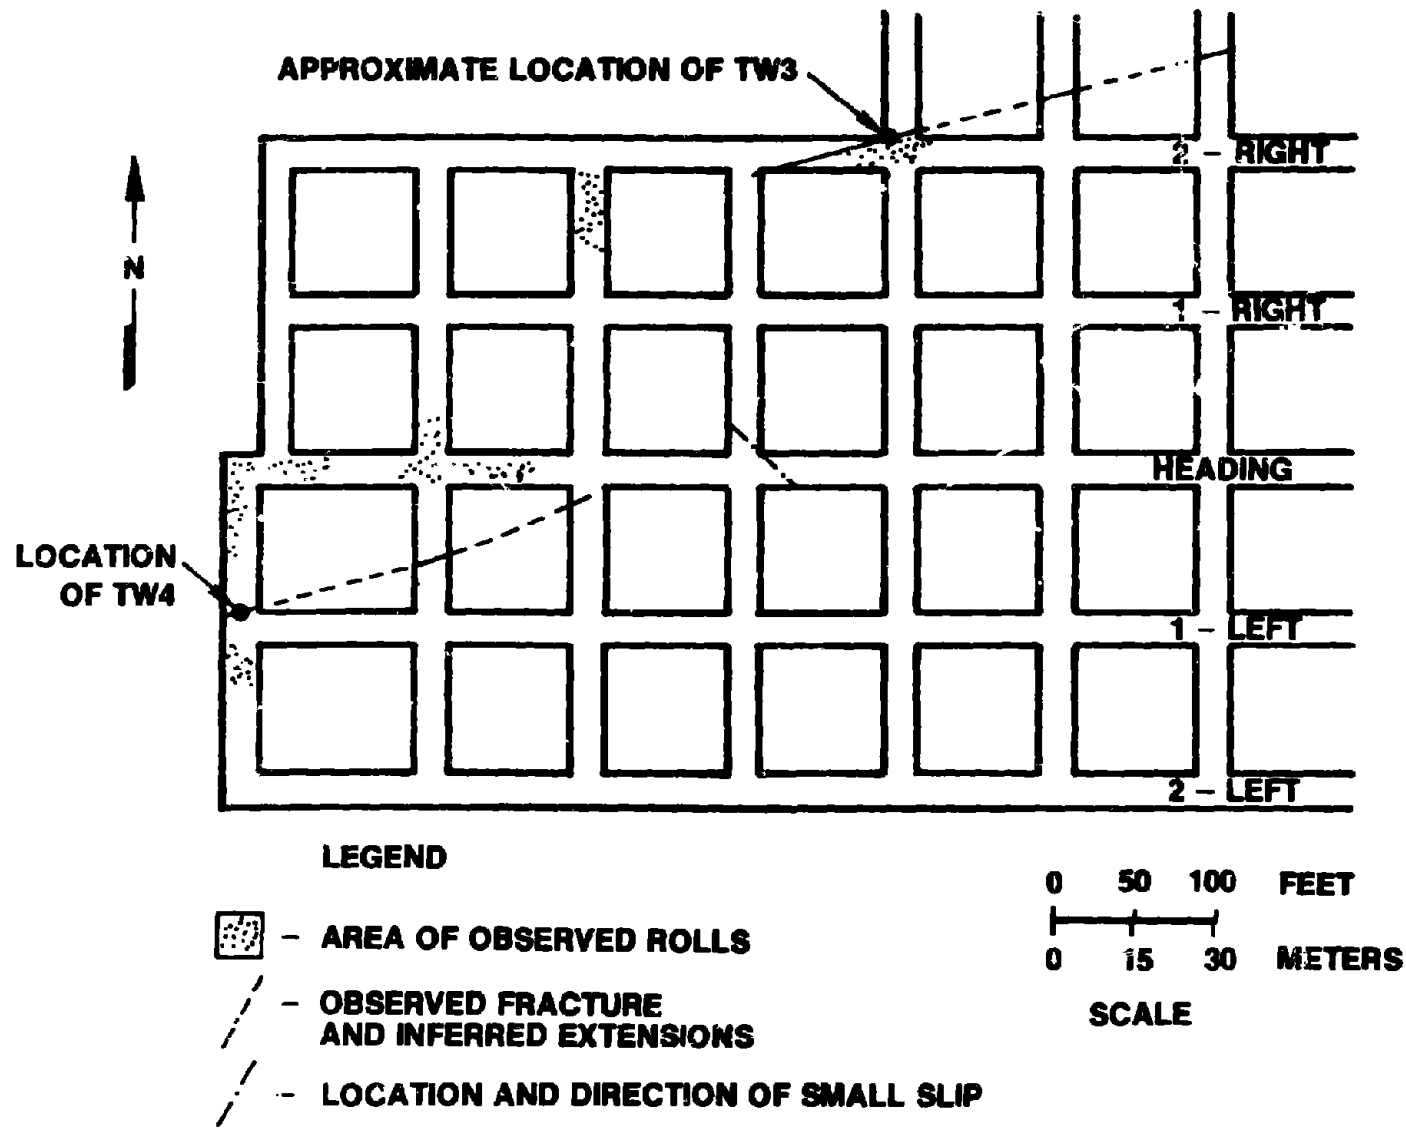 APPROXIMATE LOCATION OF TW3
2 - RIGHT
N
1 - RIGHT
HEADING
LOCATION
OF TW4
1 - LEFT
2 - LEFT
LEGEND
0 50 100 FEET
- AREA OF OBSERVED ROLLS
0 15 30 METERS
- OBSERVED FRACTURE
AND INFERRED EXTENSIONS
SCALE
- LOCATION AND DIRECTION OF SMALL SLIP